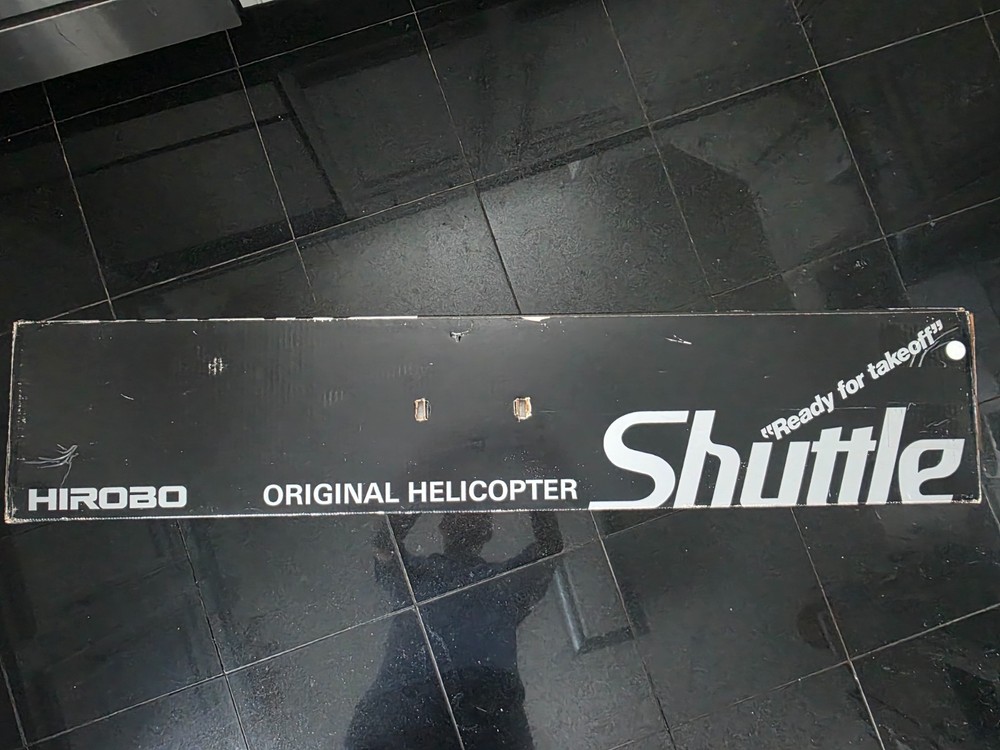 "Ready for takeoff"
HIROBO ORIGINAL HELICOPTER Shuttle